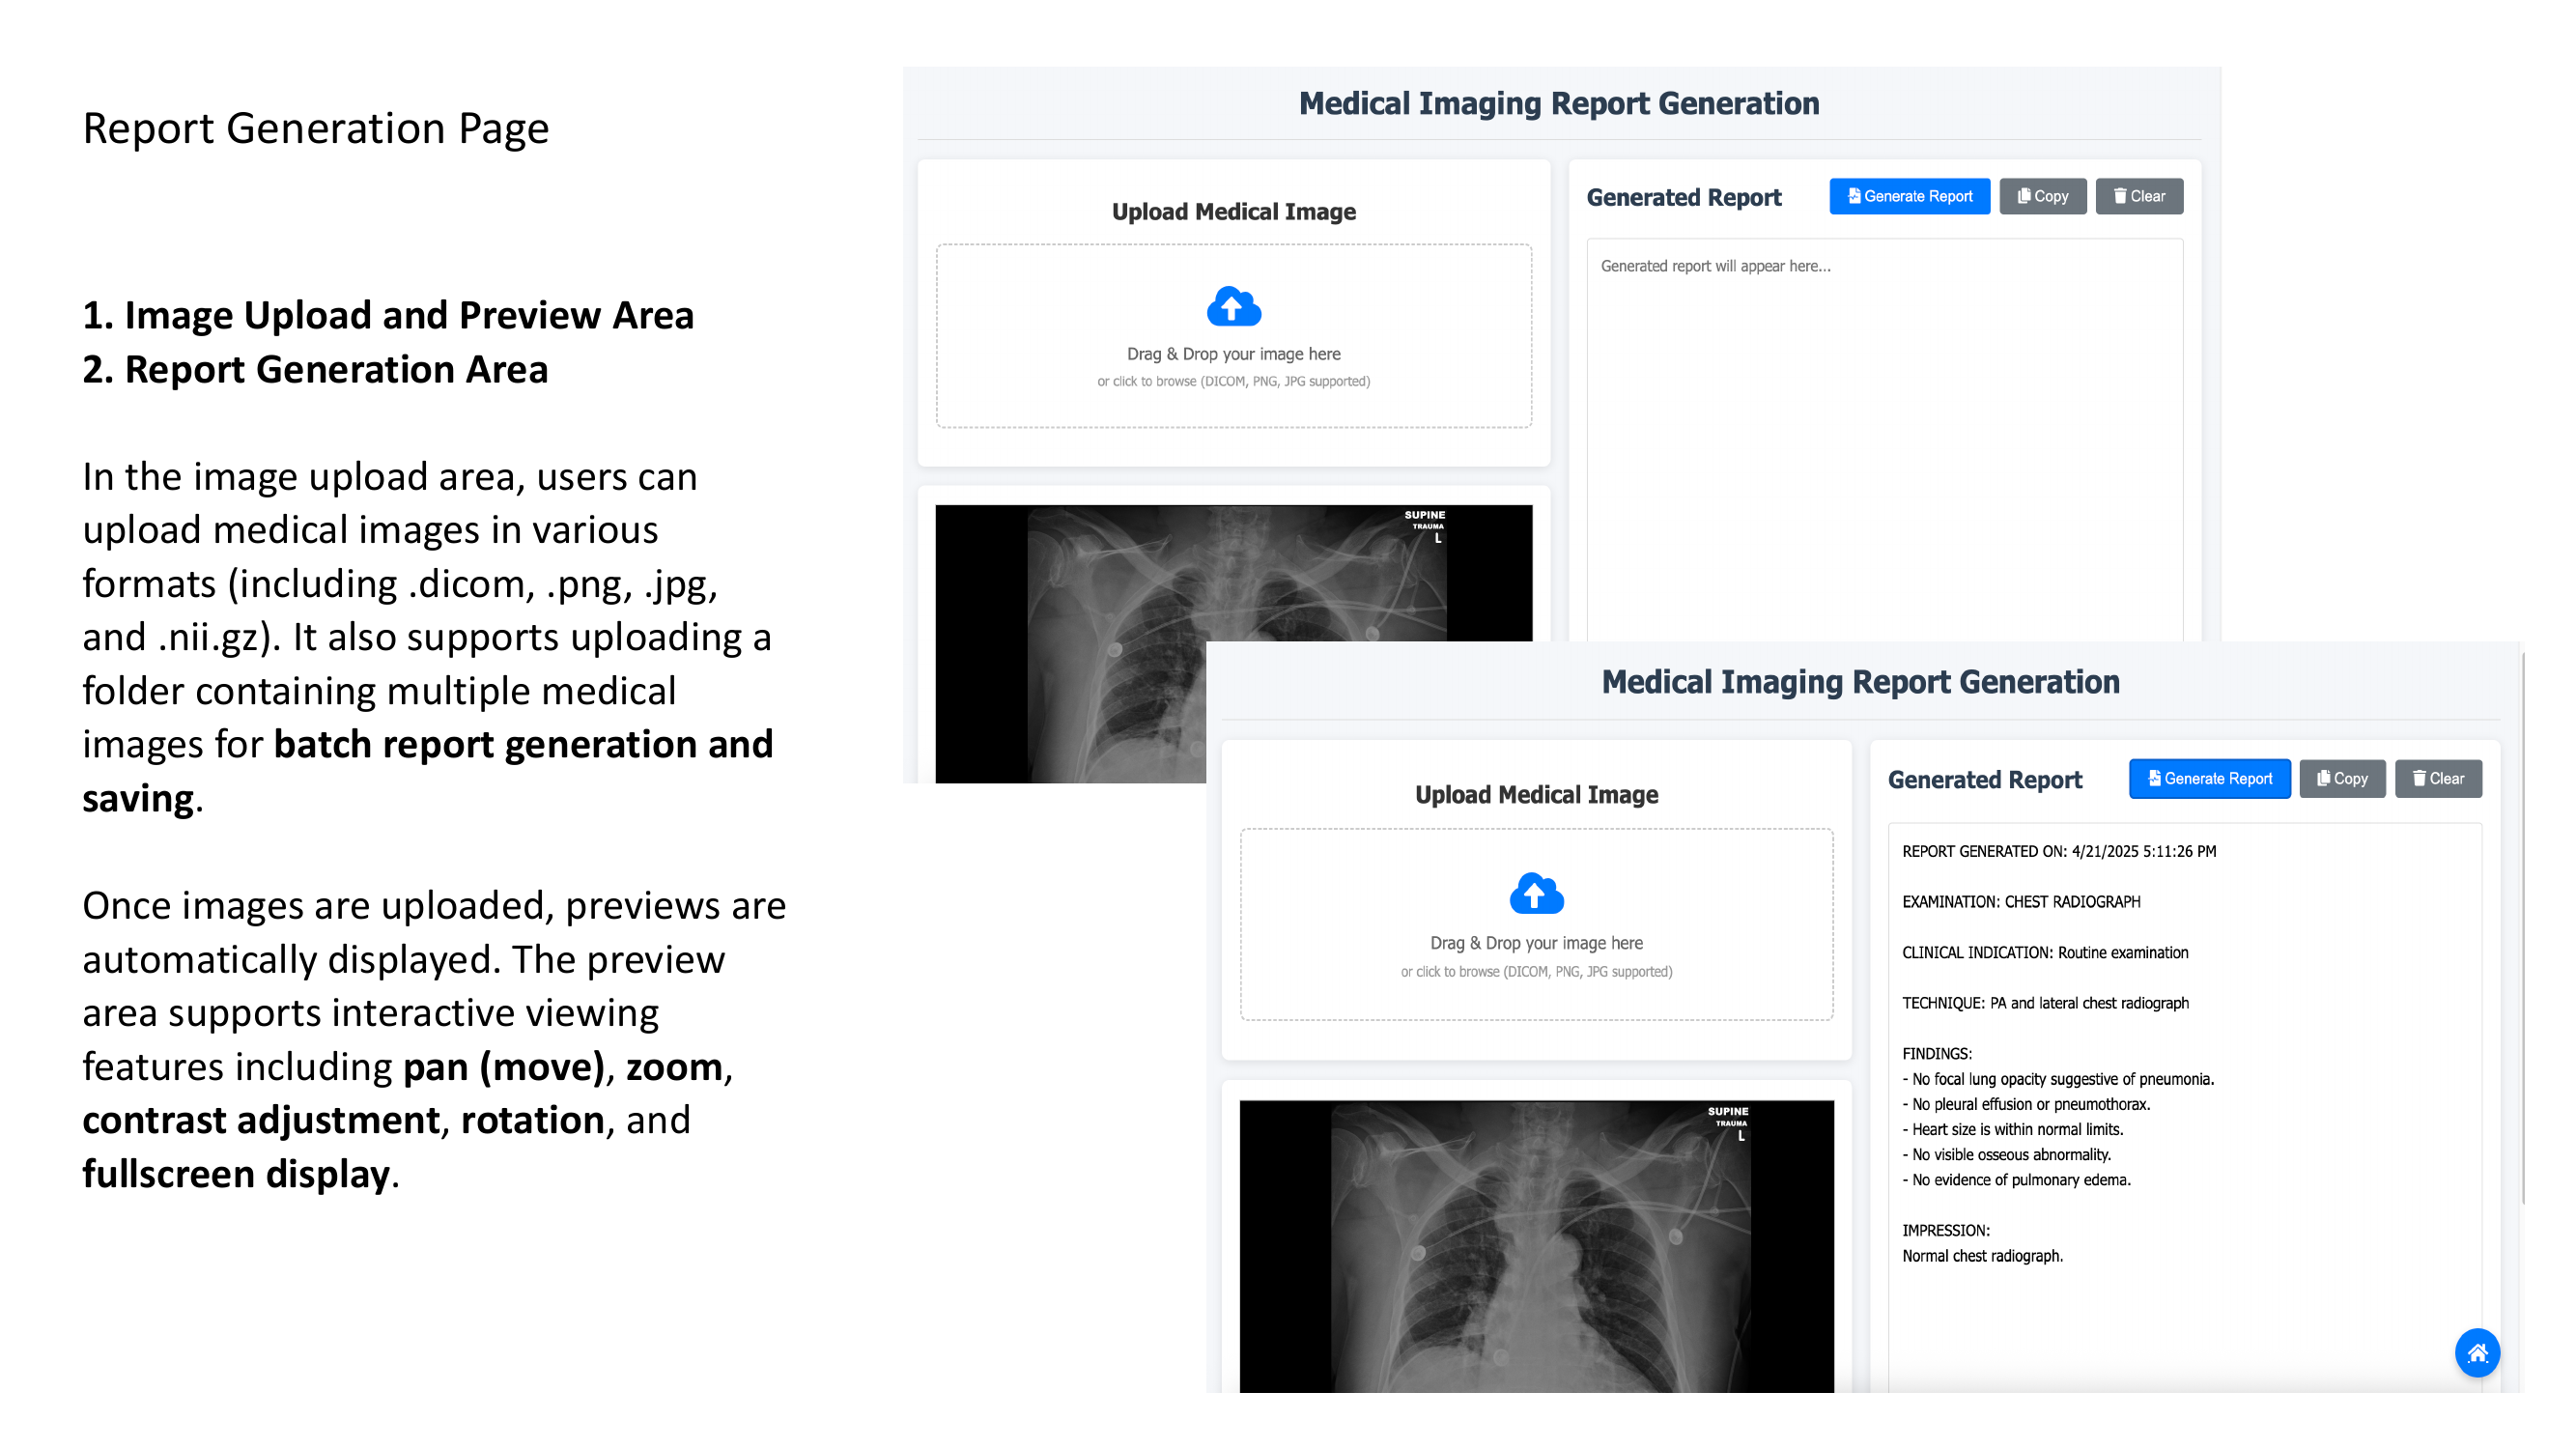 Report Generation Page
1. Image Upload and Preview Area
2. Report Generation Area
In the image upload area, users can
upload medical images in various
formats (including .dicom, .png, .jpg,
and .nii.gz). It also supports uploading a
folder containing multiple medical
images for batch report generation and
saving.
Once images are uploaded, previews are
automatically displayed. The preview
area supports interactive viewing
features including pan (move), zoom,
contrast adjustment, rotation, and
fullscreen display.
Medical Imaging Report Generation
Upload Medical Image
Drag & Drop your image here
or click to browse (DICOM, PNG, JPG supported)
SUPINE
TRAUMA
L
Generated Report
Generate Report
Copy
Clear
Generated report will appear here...
Medical Imaging Report Generation
Upload Medical Image
Drag & Drop your image here
or click to browse (DICOM, PNG, JPG supported)
SUPINE
TRAUMA
L
Generated Report
Generate Report
Copy
Clear
REPORT GENERATED ON: 4/21/2025 5:11:26 PM
EXAMINATION: CHEST RADIOGRAPH
CLINICAL INDICATION: Routine examination
TECHNIQUE: PA and lateral chest radiograph
FINDINGS:
- No focal lung opacity suggestive of pneumonia.
- No pleural effusion or pneumothorax.
- Heart size is within normal limits.
- No visible osseous abnormality.
- No evidence of pulmonary edema.
IMPRESSION:
Normal chest radiograph.